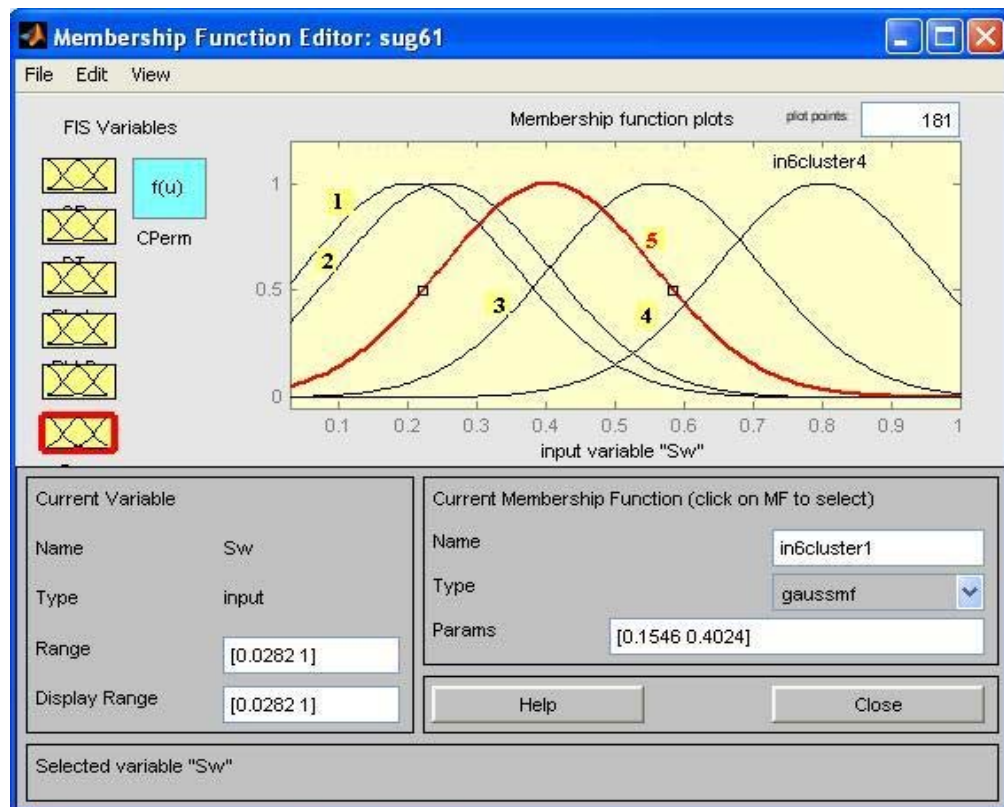 Membership Function Editor: sug61
File Edit View
FIS Variables
f(u)
CPerm
Membership function plots
plot points:
181
in6cluster4
1
0.5
0
1
2
3
4
5
0.1 0.2 0.3 0.4 0.5 0.6 0.7 0.8 0.9 1
input variable "Sw"
Current Variable
Name Sw
Type input
Range [0.0282 1]
Display Range [0.0282 1]
Current Membership Function (click on MF to select)
Name in6cluster1
Type gaussmf
Params [0.1546 0.4024]
Help Close
Selected variable "Sw"